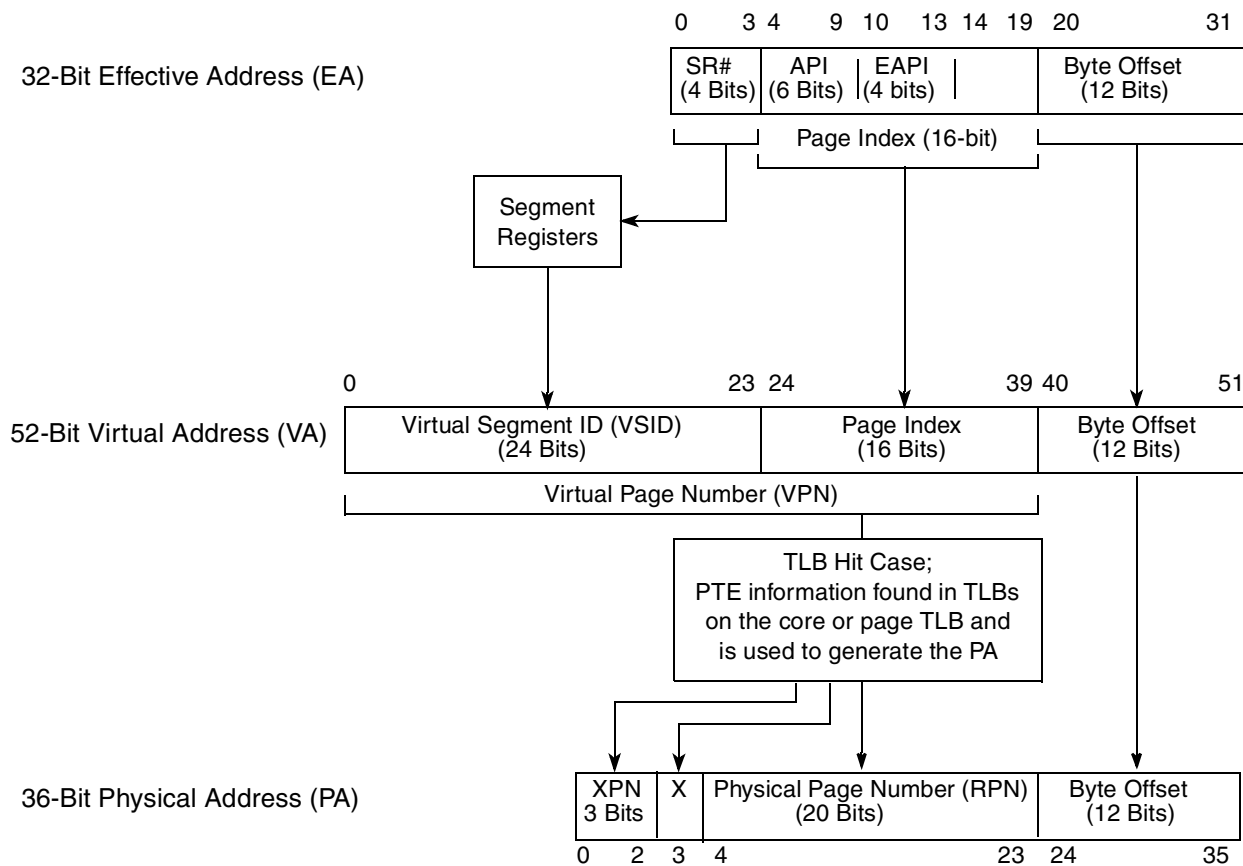 0 3 4 9 10 13 14 19 20 31
32-Bit Effective Address (EA)
SR# API EAPI Byte Offset
(4 Bits) (6 Bits) (4 bits) (12 Bits)
Page Index (16-bit)
Segment
Registers
0 23 24 39 40 51
52-Bit Virtual Address (VA)
Virtual Segment ID (VSID) Page Index Byte Offset
(24 Bits) (16 Bits) (12 Bits)
Virtual Page Number (VPN)
TLB Hit Case;
PTE information found in TLBs
on the core or page TLB and
is used to generate the PA
36-Bit Physical Address (PA)
XPN X Physical Page Number (RPN) Byte Offset
3 Bits (20 Bits) (12 Bits)
0 2 3 4 23 24 35